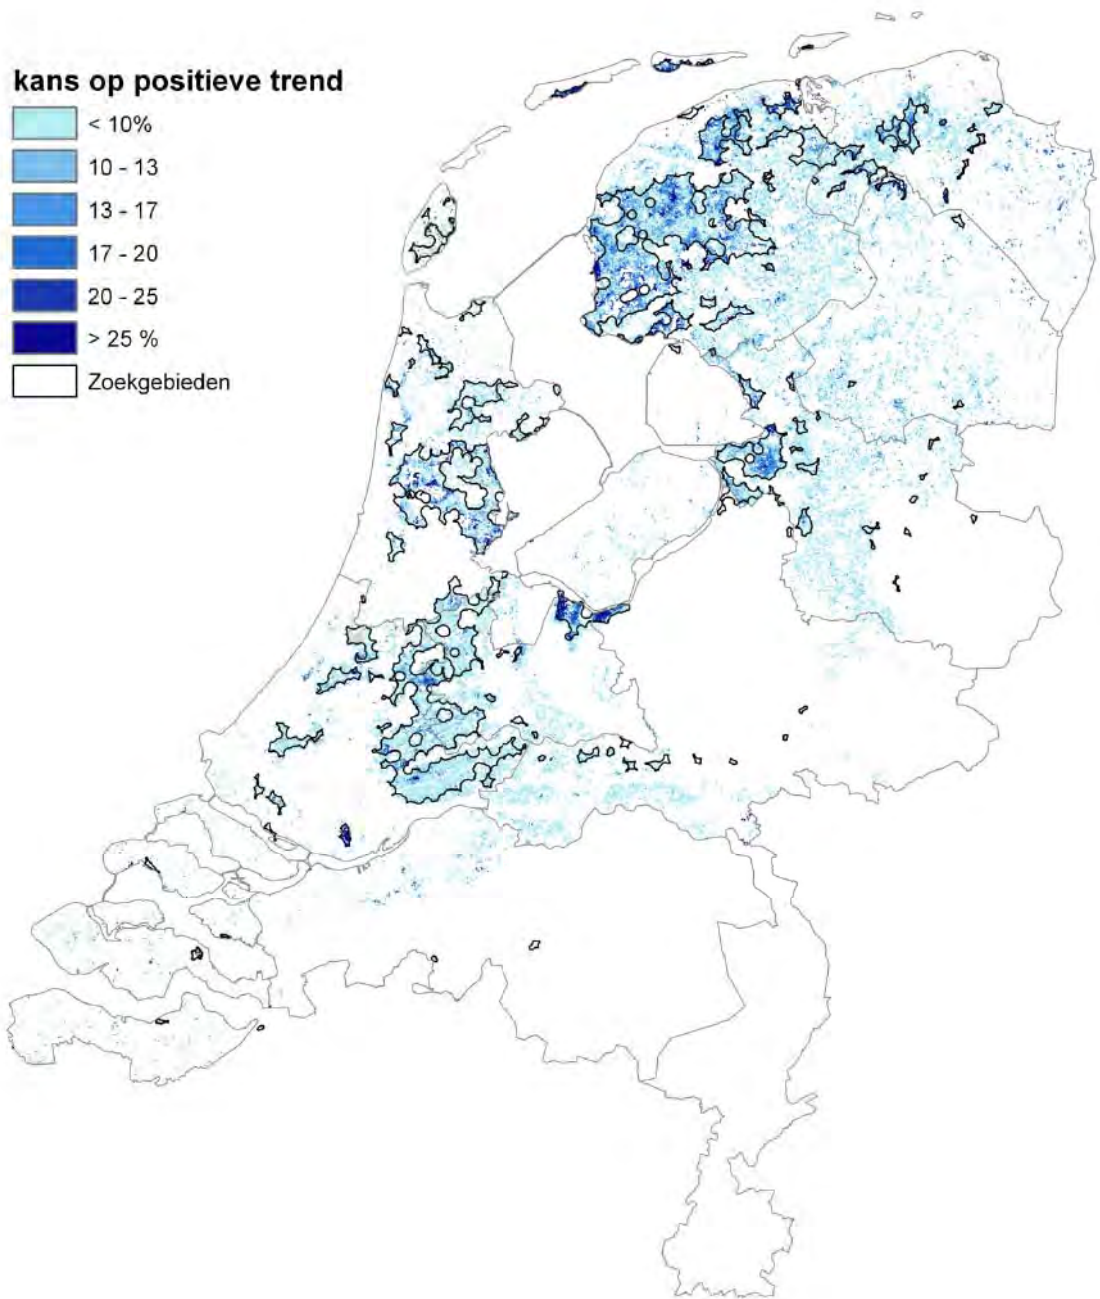 kans op positieve trend
< 10%
10 - 13
13 - 17
17 - 20
20 - 25
> 25 %
Zoekgebieden